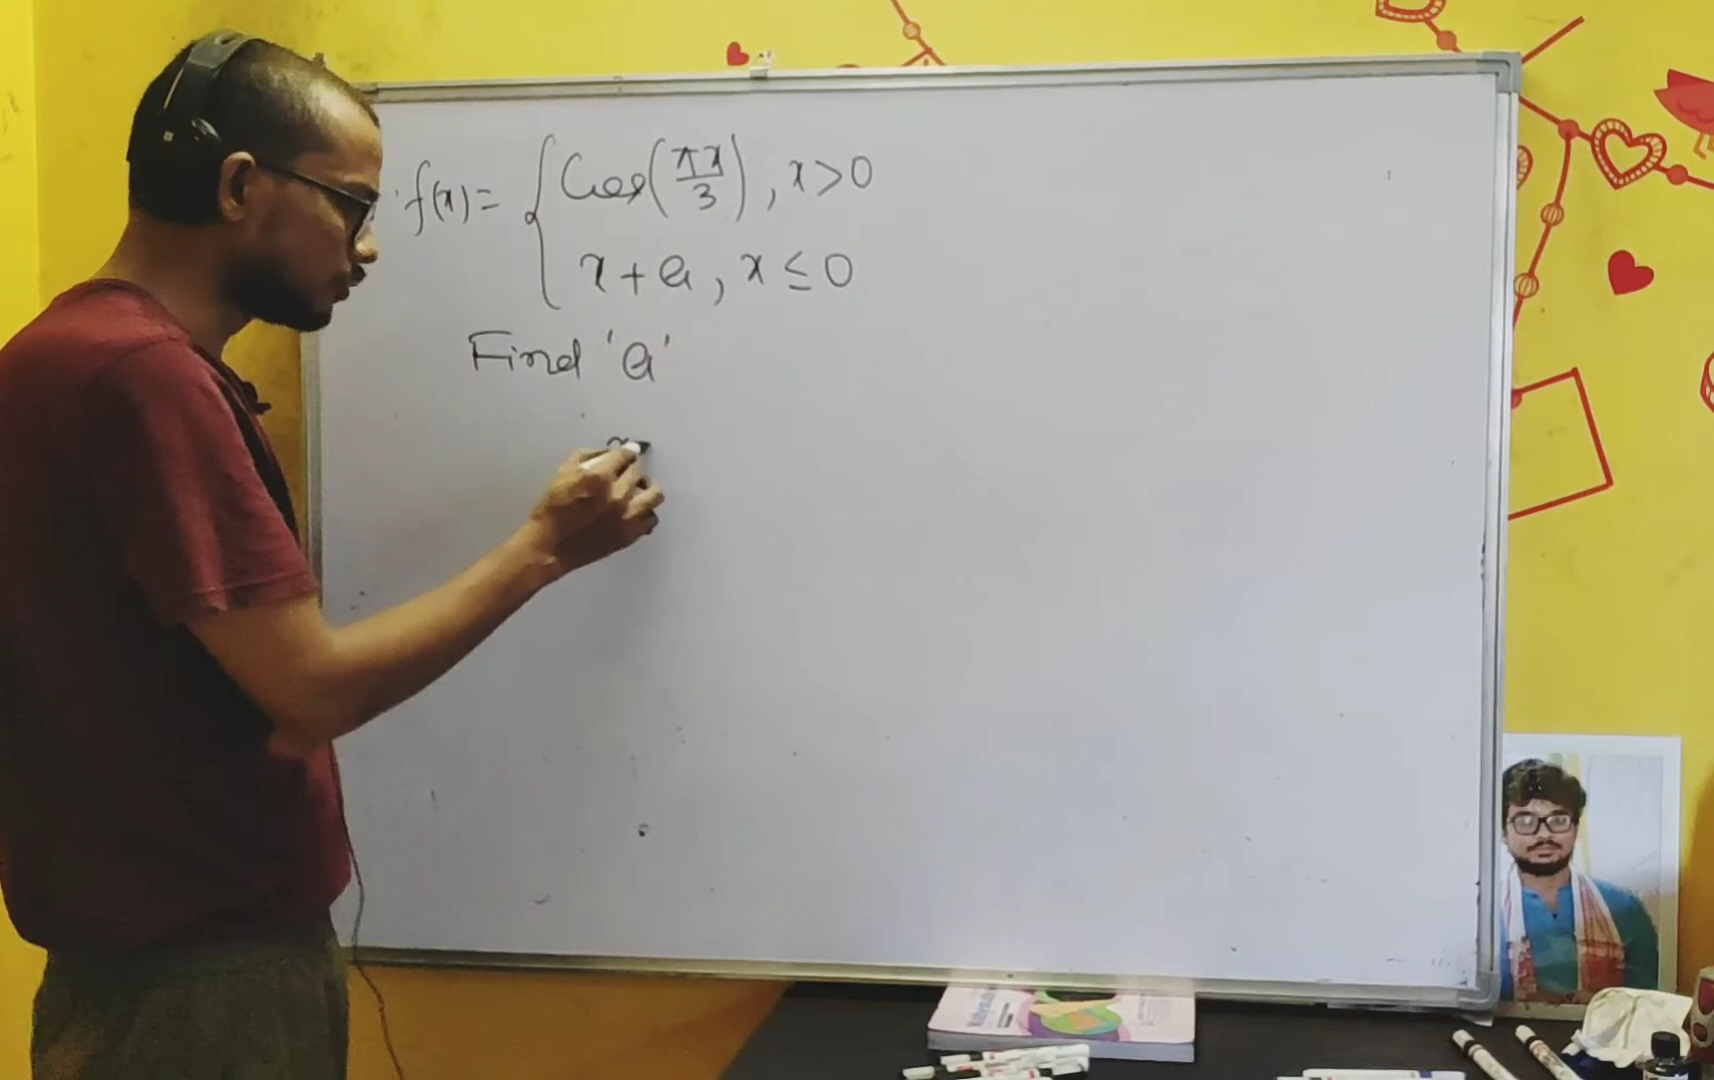 f(x) = { Cos(πx/3), x > 0
x + a, x ≤ 0
Find 'a'